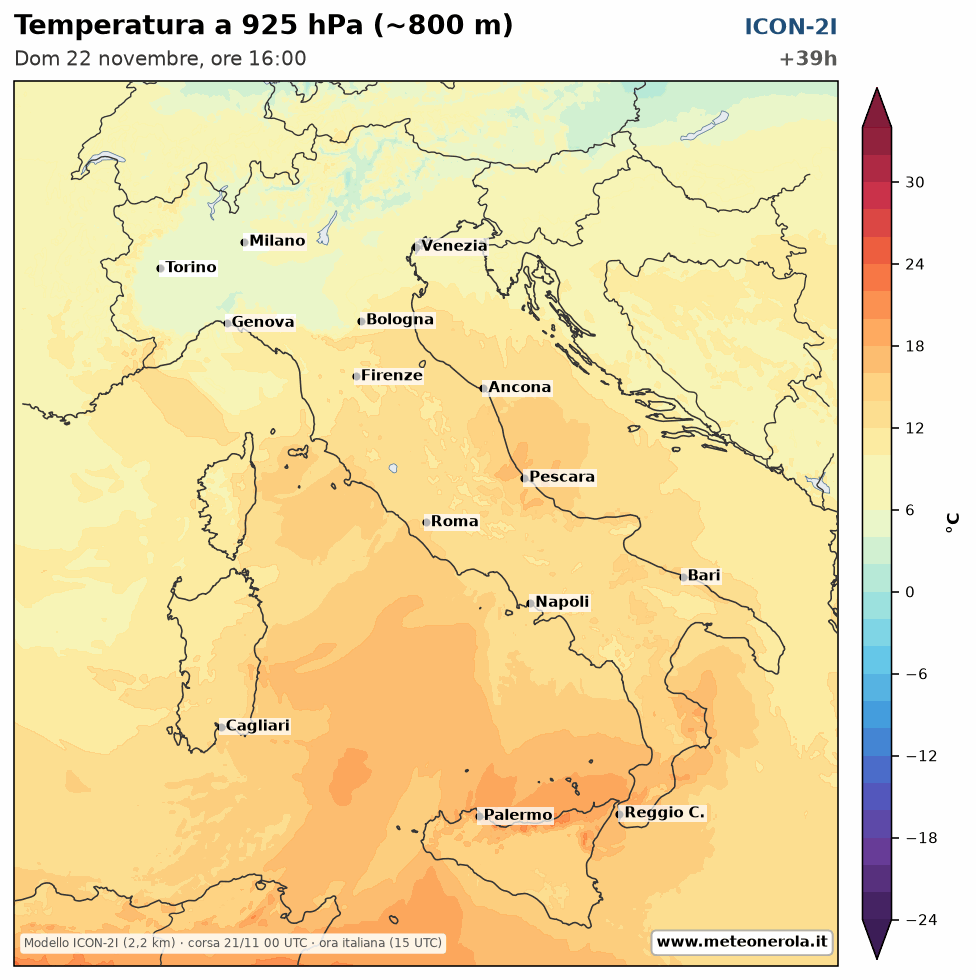 Temperatura a 925 hPa (~800 m)
ICON-2I
Dom 22 novembre, ore 16:00
+39h
Milano
Venezia
Torino
Genova
Bologna
Firenze
Ancona
Pescara
Roma
Bari
Napoli
Cagliari
Palermo
Reggio C.
30
24
18
12
6
0
−6
−12
−18
−24
°C
Modello ICON-2I (2,2 km) · corsa 21/11 00 UTC · ora italiana (15 UTC)
www.meteonerola.it